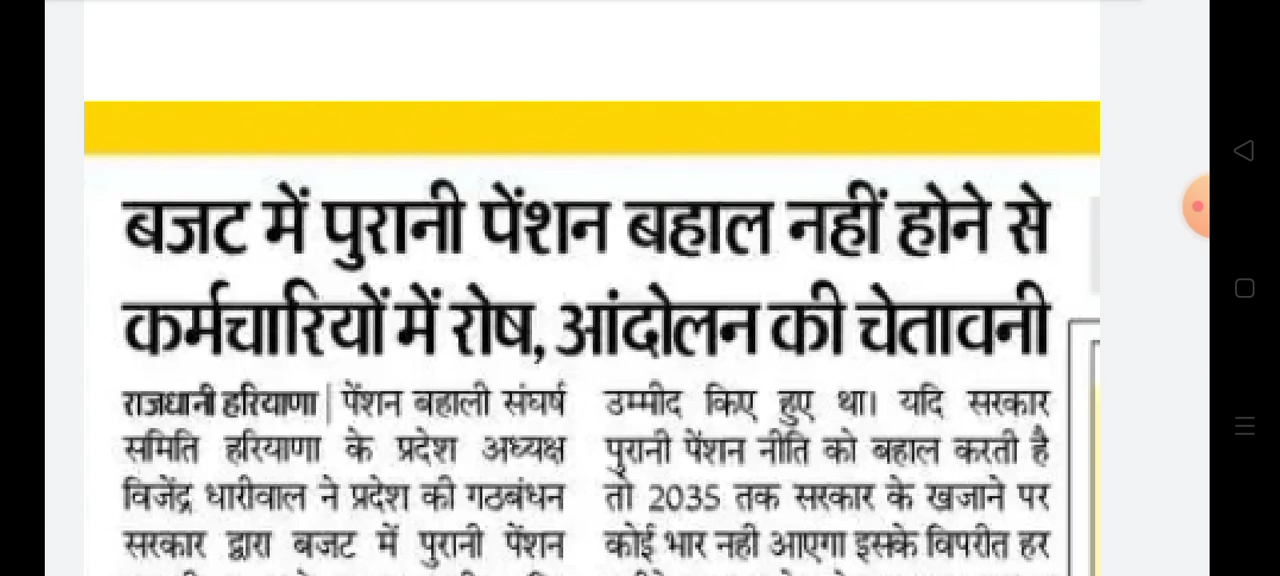 बजट में पुरानी पेंशन बहाल नहीं होने से
कर्मचारियों में रोष, आंदोलन की चेतावनी
राजधानी हरियाणा | पेंशन बहाली संघर्ष
समिति हरियाणा के प्रदेश अध्यक्ष
विजेंद्र धारीवाल ने प्रदेश की गठबंधन
सरकार द्वारा बजट में पुरानी पेंशन
उम्मीद किए हुए था। यदि सरकार
पुरानी पेंशन नीति को बहाल करती है
तो 2035 तक सरकार के खजाने पर
कोई भार नही आएगा इसके विपरीत हर